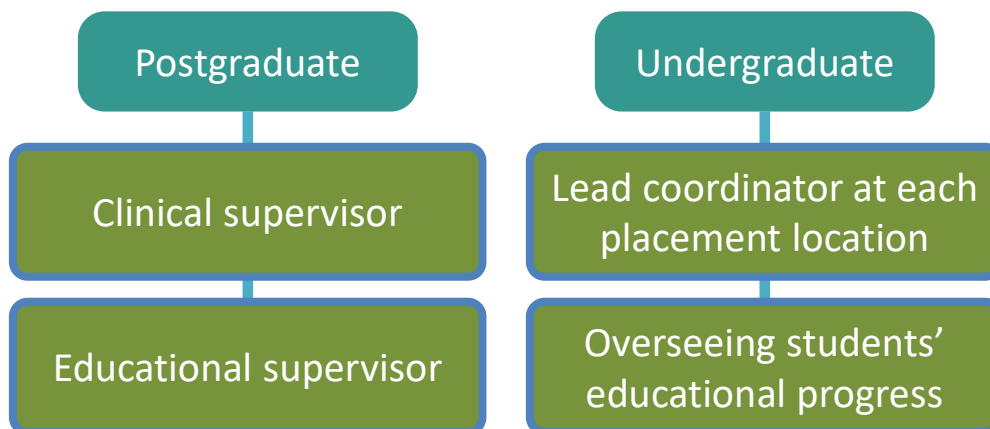 Postgraduate
Clinical supervisor
Educational supervisor
Undergraduate
Lead coordinator at each
placement location
Overseeing students’
educational progress